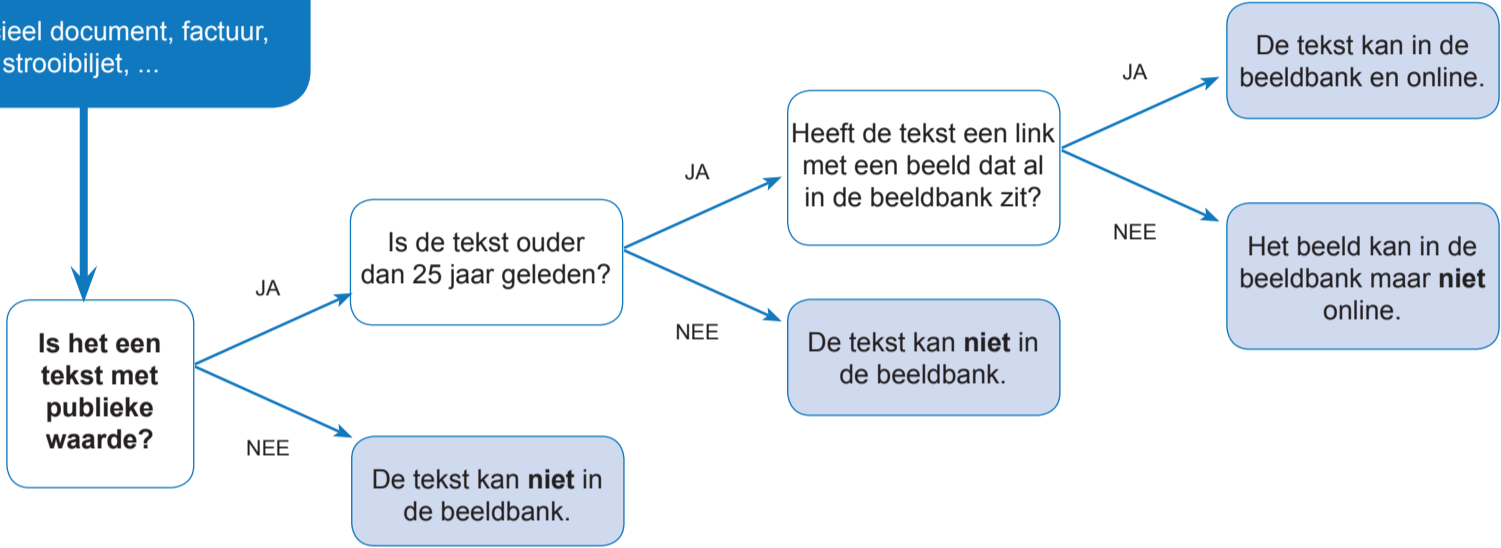 ieel document, factuur,
strooibiljet, ...
Is het een
tekst met
publieke
waarde?
JA
NEE
Is de tekst ouder
dan 25 jaar geleden?
De tekst kan niet in
de beeldbank.
JA
NEE
Heeft de tekst een link
met een beeld dat al
in de beeldbank zit?
De tekst kan niet in
de beeldbank.
JA
NEE
De tekst kan in de
beeldbank en online.
Het beeld kan in de
beeldbank maar niet
online.